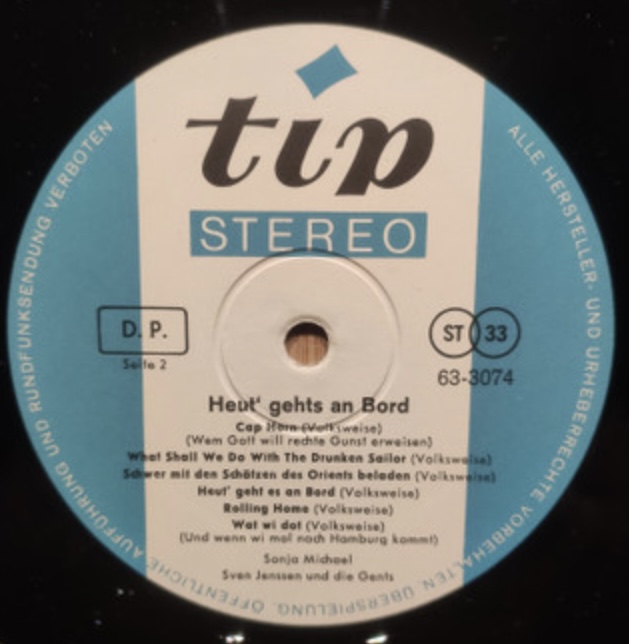 tip
STEREO
D. P.
Seite 2
ST 33
63-3074
Heut' gehts an Bord
Cap Horn (Volksweise)
(Wem Gott will rechte Gunst erweisen)
What Shall We Do With The Drunken Sailor (Volksweise)
Schwer mit den Schätzen des Orients beladen (Volksweise)
Heut' geht es an Bord (Volksweise)
Rolling Home (Volksweise)
Wat wi dot (Volksweise)
(Und wenn wi mal noch Hamburg kommt)
Sonja Michael
Sven Jenssen und die Gents
ALLE HERSTELLER- UND URHEBERRECHTE VORBEHALTEN. ÜBERSPIELUNG, ÖFFENTLICHE AUFFÜHRUNG UND RUNDFUNKSENDUNG VERBOTEN